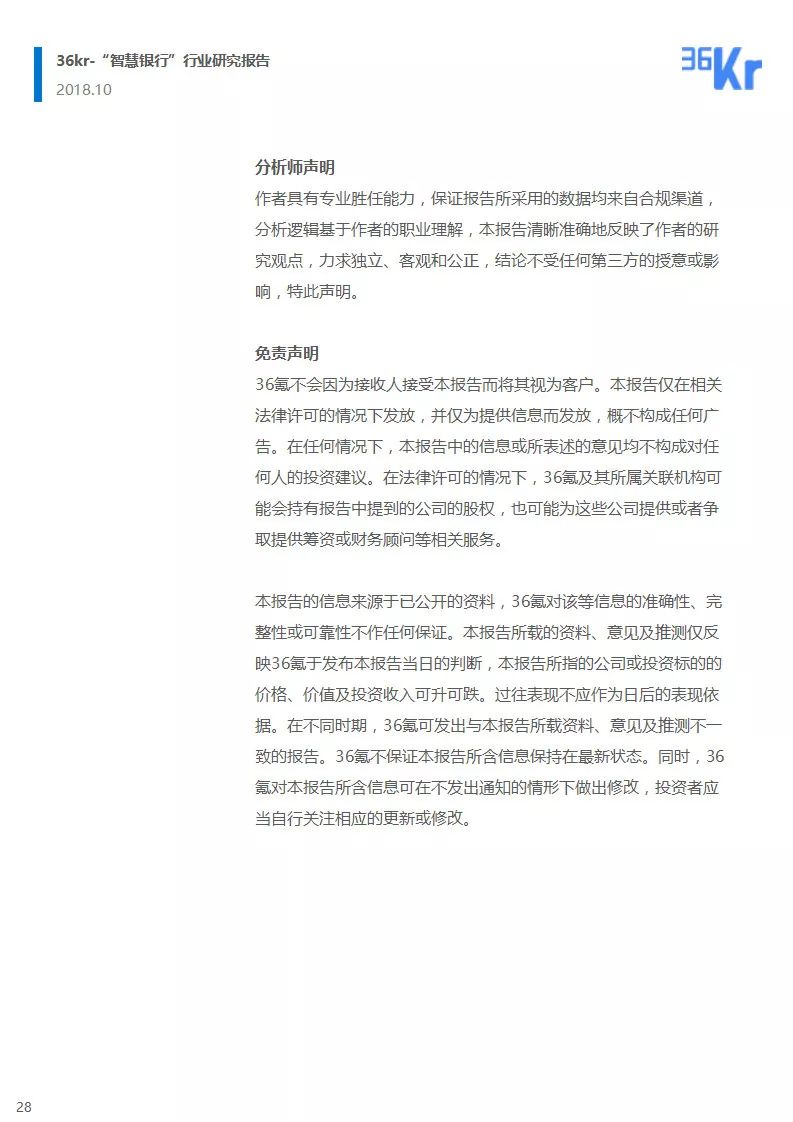 36kr-“智慧银行”行业研究报告
36Kr
2018.10
分析师声明
作者具有专业胜任能力，保证报告所采用的数据均来自合规渠道，
分析逻辑基于作者的职业理解，本报告清晰准确地反映了作者的研
究观点，力求独立、客观和公正，结论不受任何第三方的授意或影
响，特此声明。
免责声明
36氪不会因为接收人接受本报告而将其视为客户。本报告仅在相关
法律许可的情况下发放，并仅为提供信息而发放，概不构成任何广
告。在任何情况下，本报告中的信息或所表述的意见均不构成对任
何人的投资建议。在法律许可的情况下，36氪及其所属关联机构可
能会持有报告中提到的公司的股权，也可能为这些公司提供或者争
取提供筹资或财务顾问等相关服务。
本报告的信息来源于已公开的资料，36氪对该等信息的准确性、完
整性或可靠性不作任何保证。本报告所载的资料、意见及推测仅反
映36氪于发布本报告当日的判断，本报告所指的公司或投资标的的
价格、价值及投资收入可升可跌。过往表现不应作为日后的表现依
据。在不同时期，36氪可发出与本报告所载资料、意见及推测不一
致的报告。36氪不保证本报告所含信息保持在最新状态。同时，36
氪对本报告所含信息可在不发出通知的情形下做出修改，投资者应
当自行关注相应的更新或修改。
28